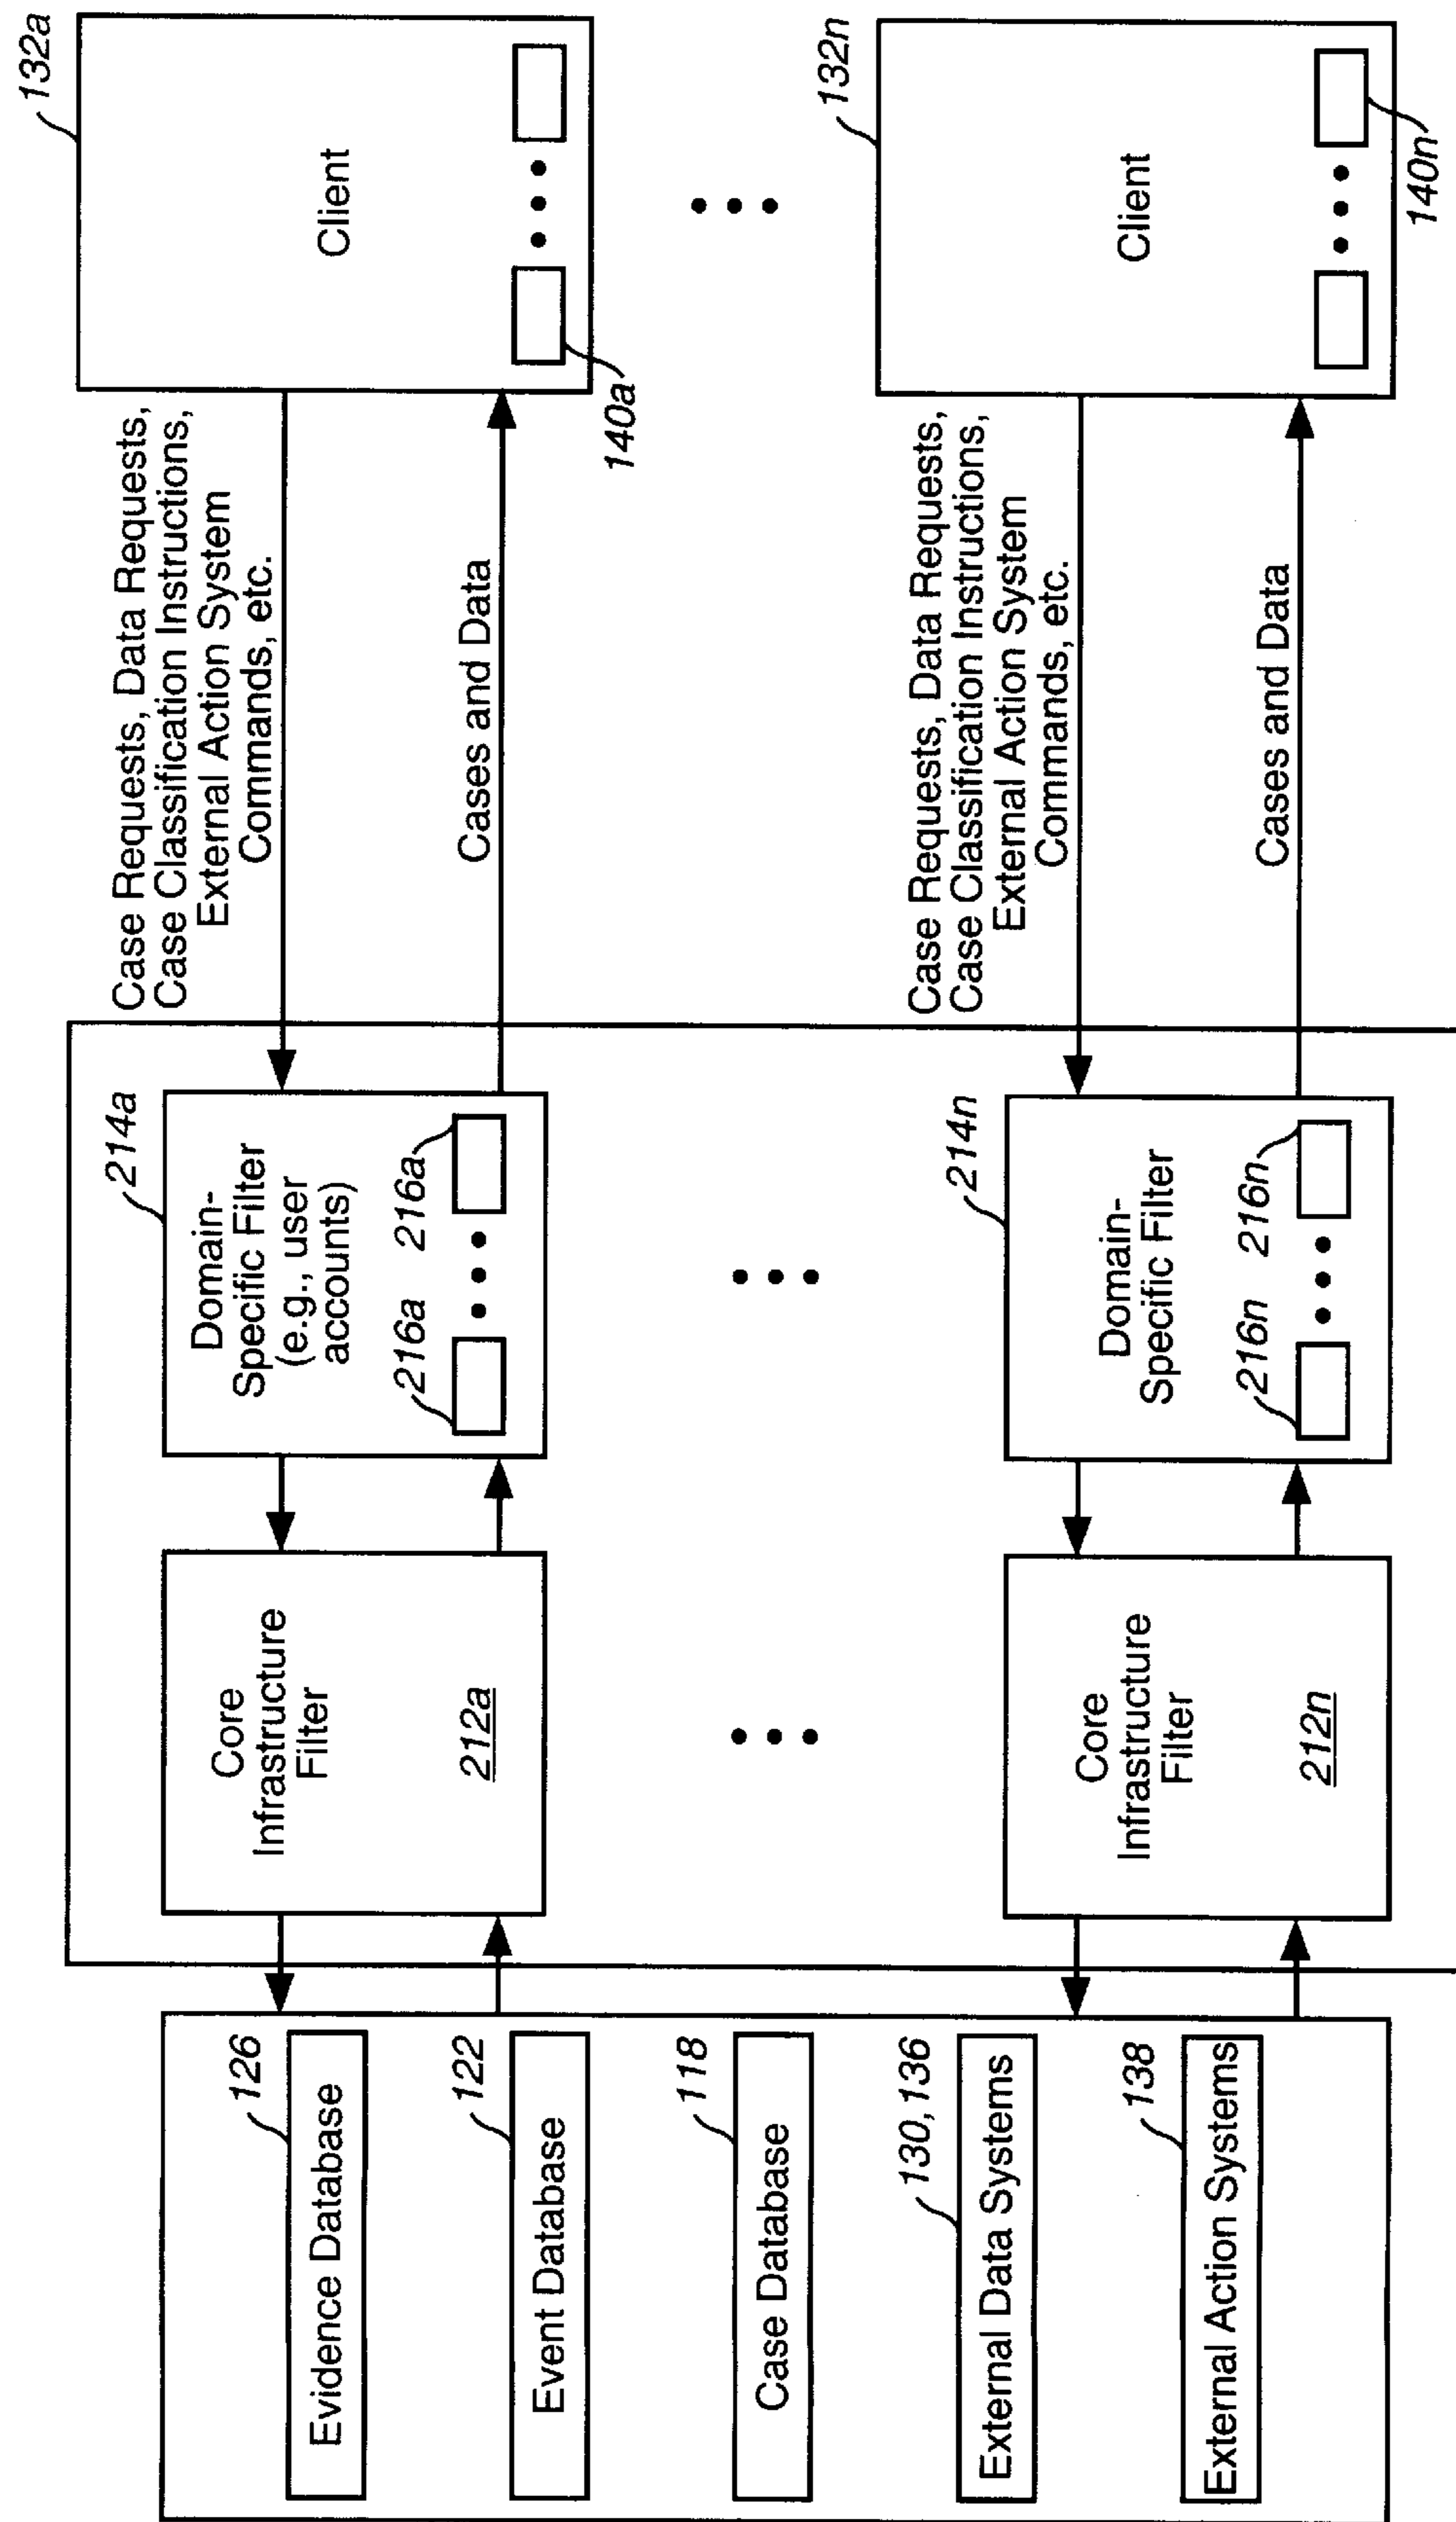 126
Evidence Database
122
Event Database
118
Case Database
130,136
External Data Systems
138
External Action Systems
Core
Infrastructure
Filter
212a
Core
Infrastructure
Filter
212n
214a
Domain-
Specific Filter
(e.g., user
accounts)
216a
216a
214n
Domain-
Specific Filter
216n
216n
Case Requests, Data Requests,
Case Classification Instructions,
External Action System
Commands, etc.
Cases and Data
Case Requests, Data Requests,
Case Classification Instructions,
External Action System
Commands, etc.
Cases and Data
132a
Client
140a
132n
Client
140n